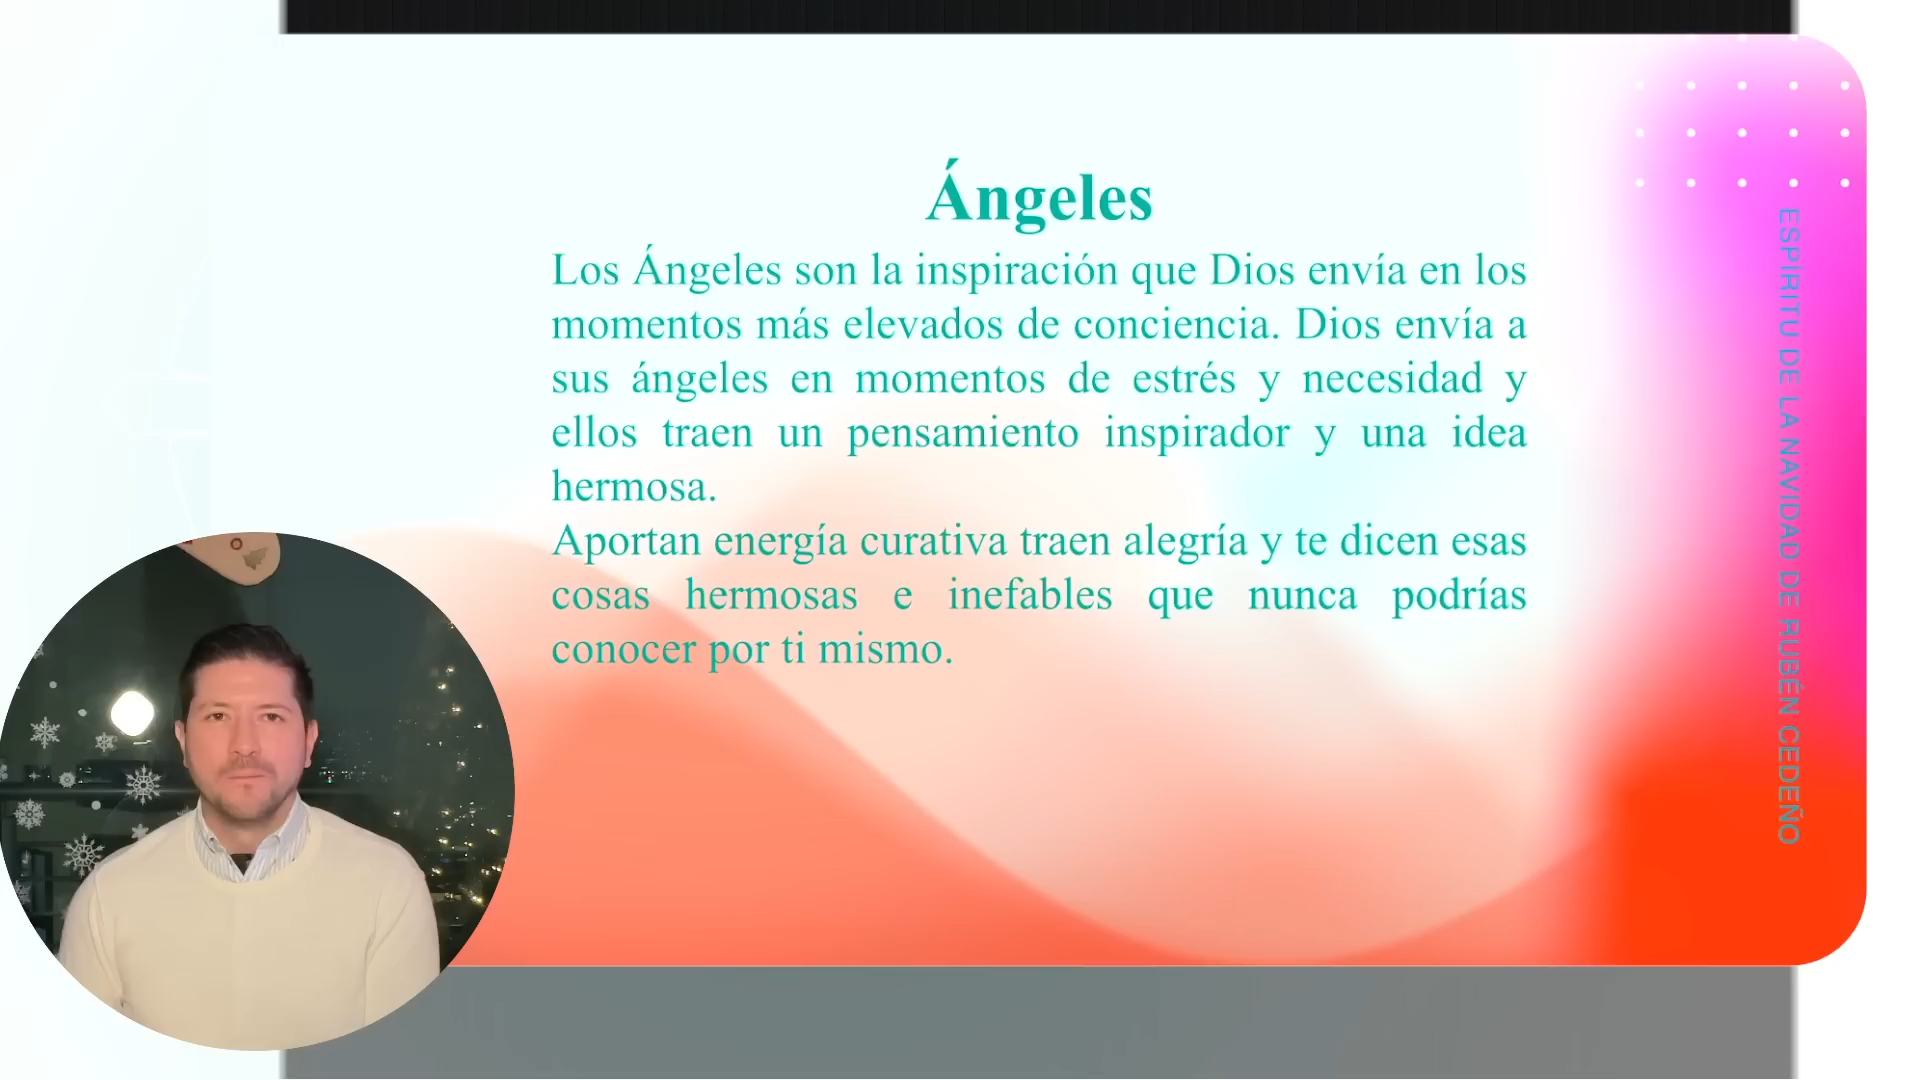 Ángeles
Los Ángeles son la inspiración que Dios envía en los
momentos más elevados de conciencia. Dios envía a
sus ángeles en momentos de estrés y necesidad y
ellos traen un pensamiento inspirador y una idea
hermosa.
Aportan energía curativa traen alegría y te dicen esas
cosas hermosas e inefables que nunca podrías
conocer por ti mismo.
ESPÍRITU DE LA NAVIDAD DE RUBÉN CEDEÑO